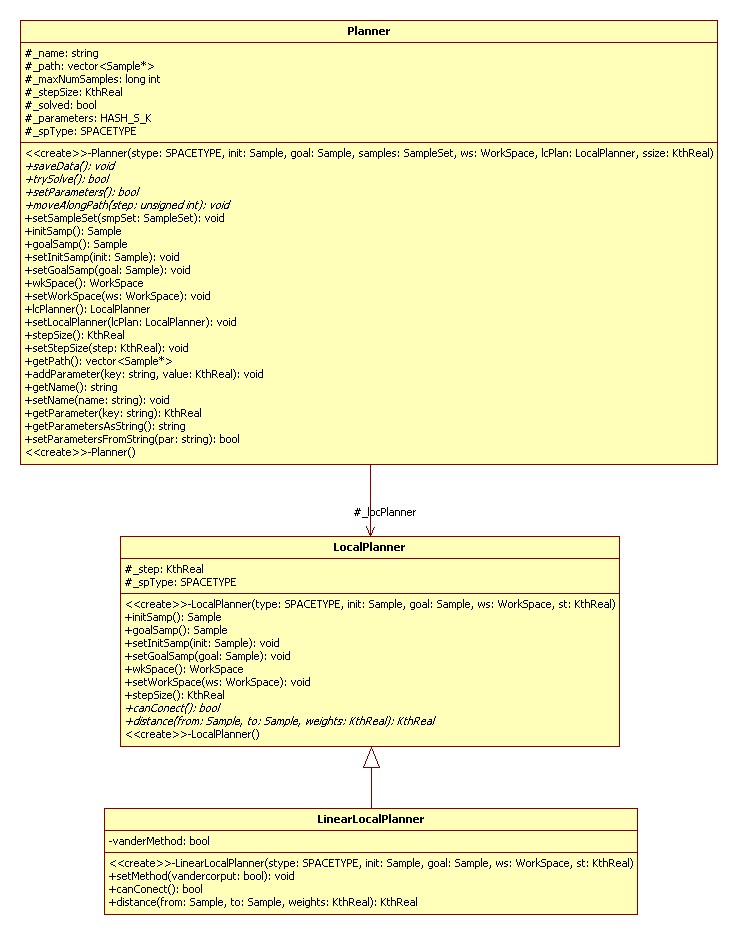 Planner
#_name: string
#_path: vector<Sample*>
#_maxNumSamples: long int
#_stepSize: KthReal
#_solved: bool
#_parameters: HASH_S_K
#_spType: SPACETYPE
<<create>>-Planner(stype: SPACETYPE, init: Sample, goal: Sample, samples: SampleSet, ws: WorkSpace, lcPlan: LocalPlanner, ssize: KthReal)
+saveData(): void
+trySolve(): bool
+setParameters(): bool
+moveAlongPath(step: unsigned int): void
+setSampleSet(smpSet: SampleSet): void
+initSamp(): Sample
+goalSamp(): Sample
+setInitSamp(init: Sample): void
+setGoalSamp(goal: Sample): void
+wkSpace(): WorkSpace
+setWorkSpace(ws: WorkSpace): void
+lcPlanner(): LocalPlanner
+setLocalPlanner(lcPlan: LocalPlanner): void
+stepSize(): KthReal
+setStepSize(step: KthReal): void
+getPath(): vector<Sample*>
+addParameter(key: string, value: KthReal): void
+getName(): string
+setName(name: string): void
+getParameter(key: string): KthReal
+getParametersAsString(): string
+setParametersFromString(par: string): bool
<<create>>-Planner()
#_locPlanner
LocalPlanner
#_step: KthReal
#_spType: SPACETYPE
<<create>>-LocalPlanner(type: SPACETYPE, init: Sample, goal: Sample, ws: WorkSpace, st: KthReal)
+initSamp(): Sample
+goalSamp(): Sample
+setInitSamp(init: Sample): void
+setGoalSamp(goal: Sample): void
+wkSpace(): WorkSpace
+setWorkSpace(ws: WorkSpace): void
+stepSize(): KthReal
+canConect(): bool
+distance(from: Sample, to: Sample, weights: KthReal): KthReal
<<create>>-LocalPlanner()
LinearLocalPlanner
-vanderMethod: bool
<<create>>-LinearLocalPlanner(stype: SPACETYPE, init: Sample, goal: Sample, ws: WorkSpace, st: KthReal)
+setMethod(vandercorput: bool): void
+canConect(): bool
+distance(from: Sample, to: Sample, weights: KthReal): KthReal